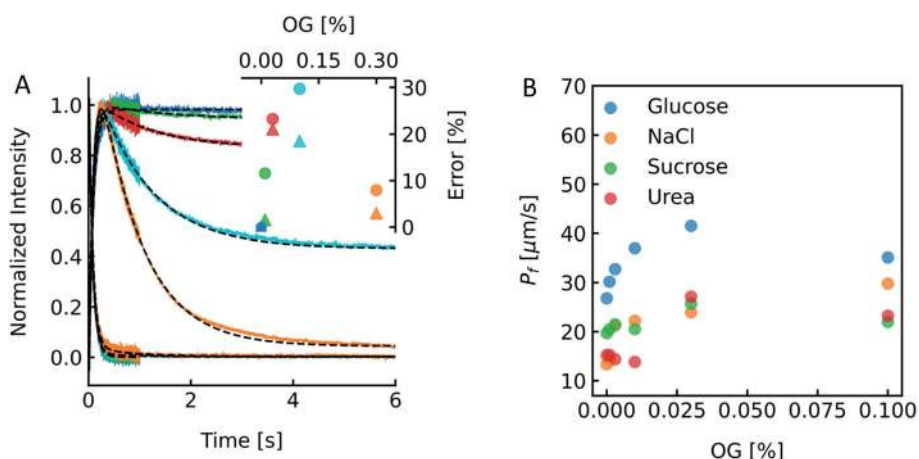 OG [%]
0.00 0.15 0.30
A
B
1.0
0.8
0.6
0.4
0.2
0.0
Normalized Intensity
30
20
10
0
Error [%]
0 2 4 6
Time [s]
70
60
50
40
30
20
10
P_f [μm/s]
Glucose
NaCl
Sucrose
Urea
0.000 0.025 0.050 0.075 0.100
OG [%]